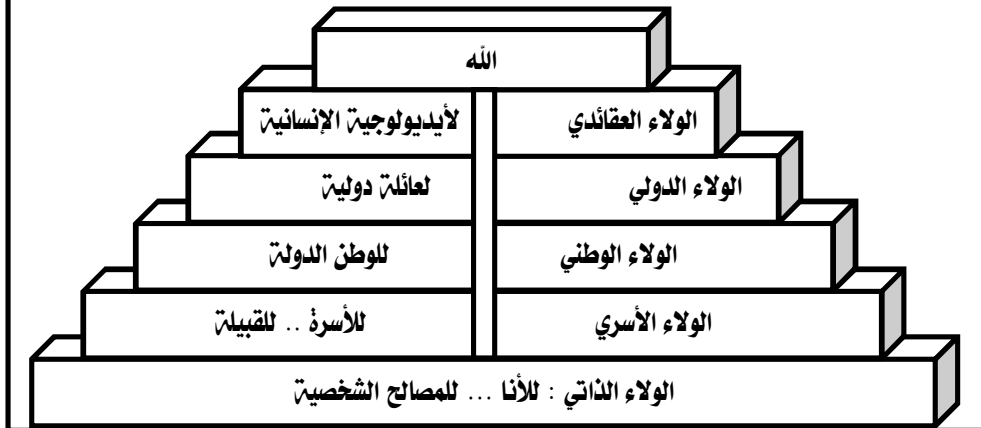 الله
الولاء العقائدي لأيديولوجية الإنسانية
الولاء الدولي لعائلة دولية
الولاء الوطني للوطن الدولة
الولاء الأسري للأسرة .. للقبيلة
الولاء الذاتي : للأنا ... للمصالح الشخصية